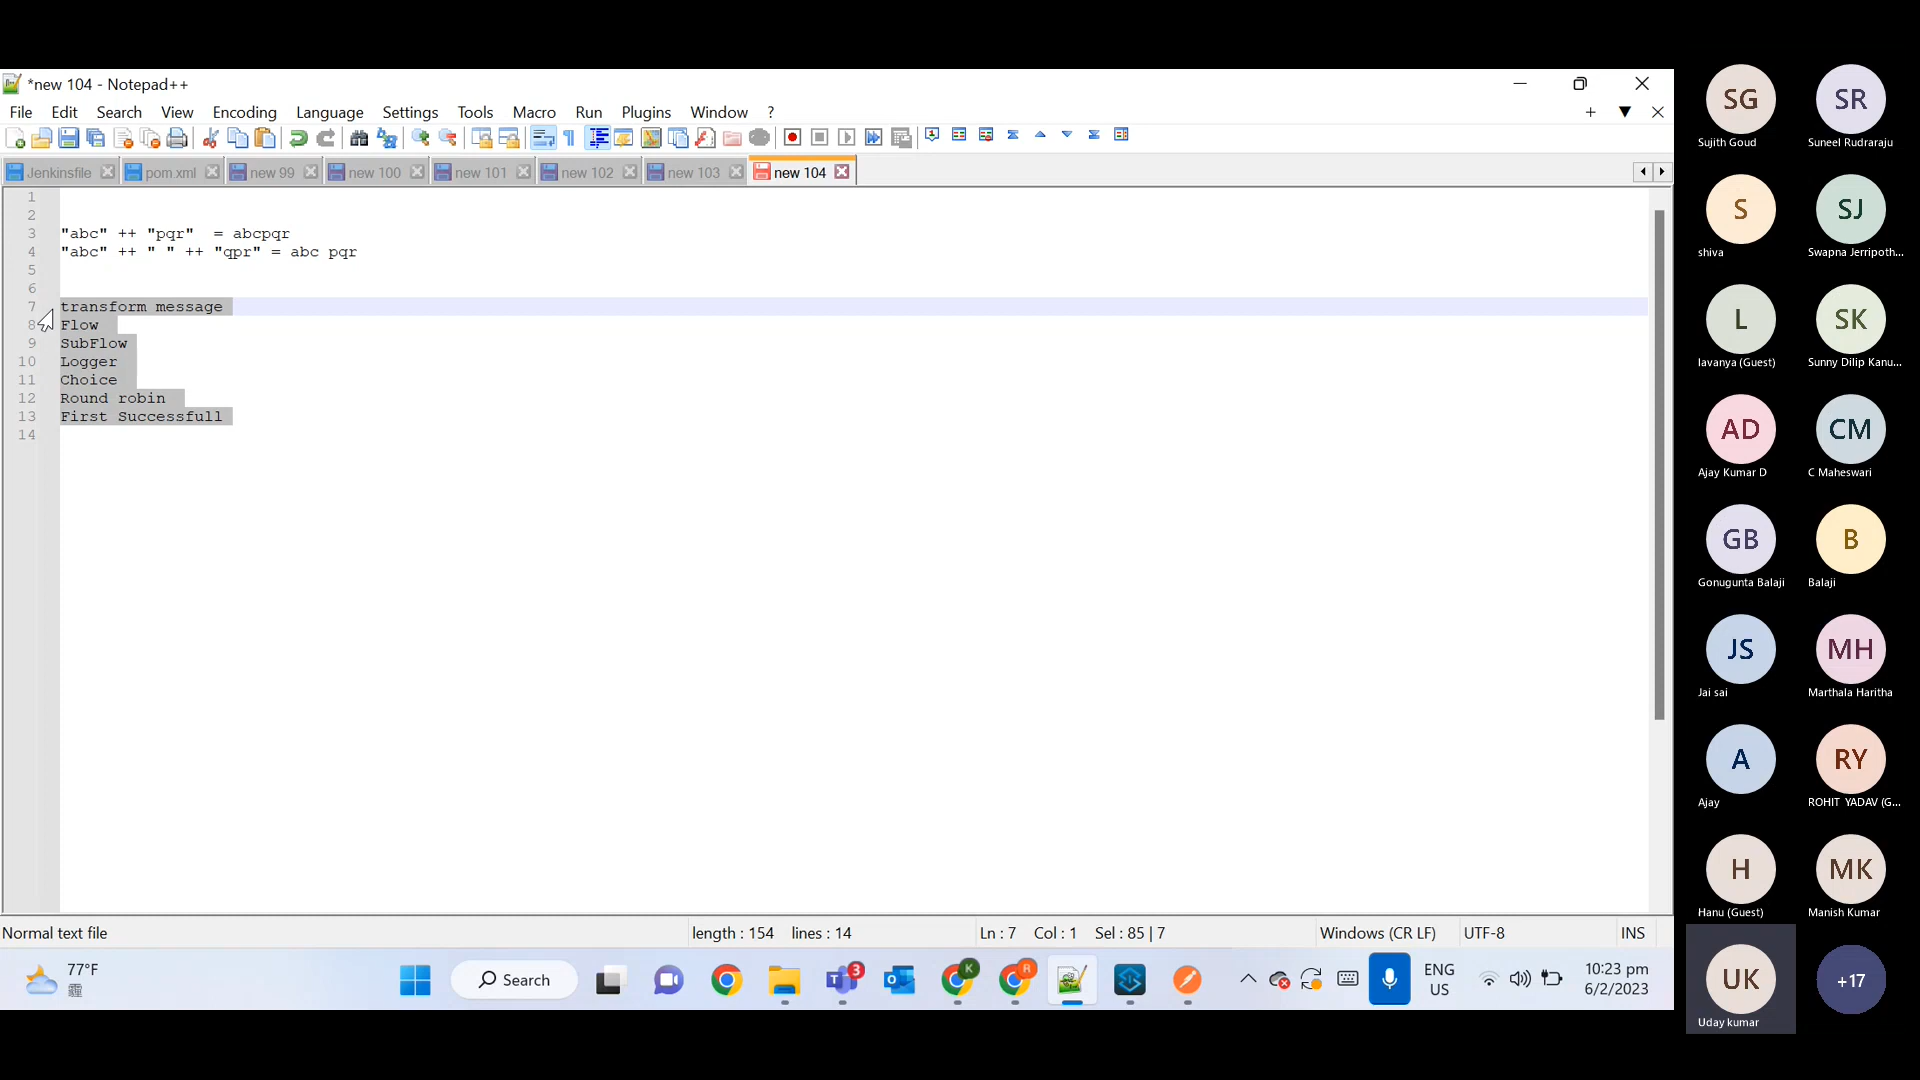 *new 104 - Notepad++
File Edit Search View Encoding Language Settings Tools Macro Run Plugins Window ?
Jenkinsfile pom.xml new 99 new 100 new 101 new 102 new 103 new 104
1
2
3 "abc" ++ "pqr"  = abcpqr
4 "abc" ++ " " ++ "qpr" = abc pqr
5
6
7 transform message
8 Flow
9 SubFlow
10 Logger
11 Choice
12 Round robin
13 First Successfull
14
Normal text file length : 154 lines : 14 Ln : 7 Col : 1 Sel : 85 | 7 Windows (CR LF) UTF-8 INS
77°F
霾
Search
3
K
R
ENG
US
10:23 pm
6/2/2023
SG SR
Sujith Goud Suneel Rudraraju
S SJ
shiva Swapna Jerripoth...
L SK
lavanya (Guest) Sunny Dilip Kanu...
AD CM
Ajay Kumar D C Maheswari
GB B
Gonugunta Balaji Balaji
JS MH
Jai sai Marthala Haritha
A RY
Ajay ROHIT YADAV (G...
H MK
Hanu (Guest) Manish Kumar
UK +17
Uday kumar